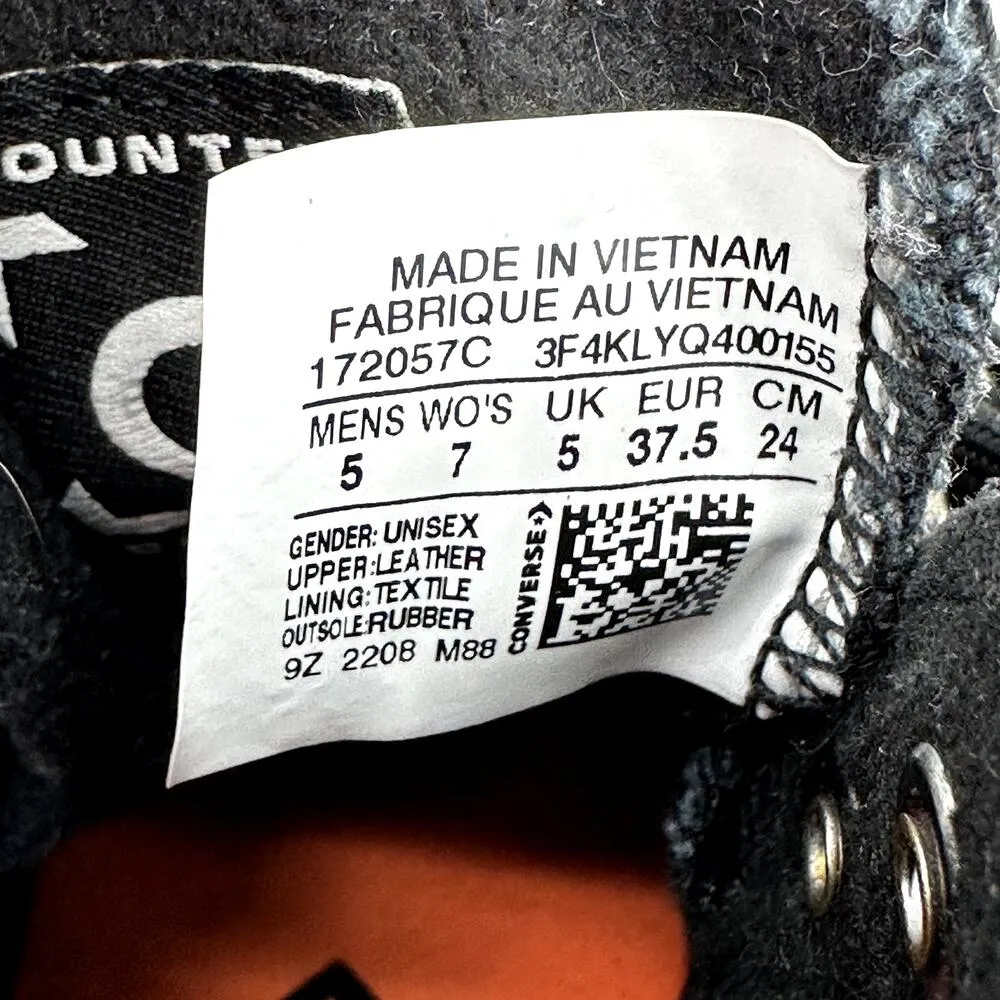 MADE IN VIETNAM
FABRIQUE AU VIETNAM
172057C 3F4KLYQ400155
MENS WO'S UK EUR CM
5 7 5 37.5 24
GENDER: UNISEX
UPPER:LEATHER
LINING:TEXTILE
OUTSOLE:RUBBER
9Z 2208 M88
CONVERSE